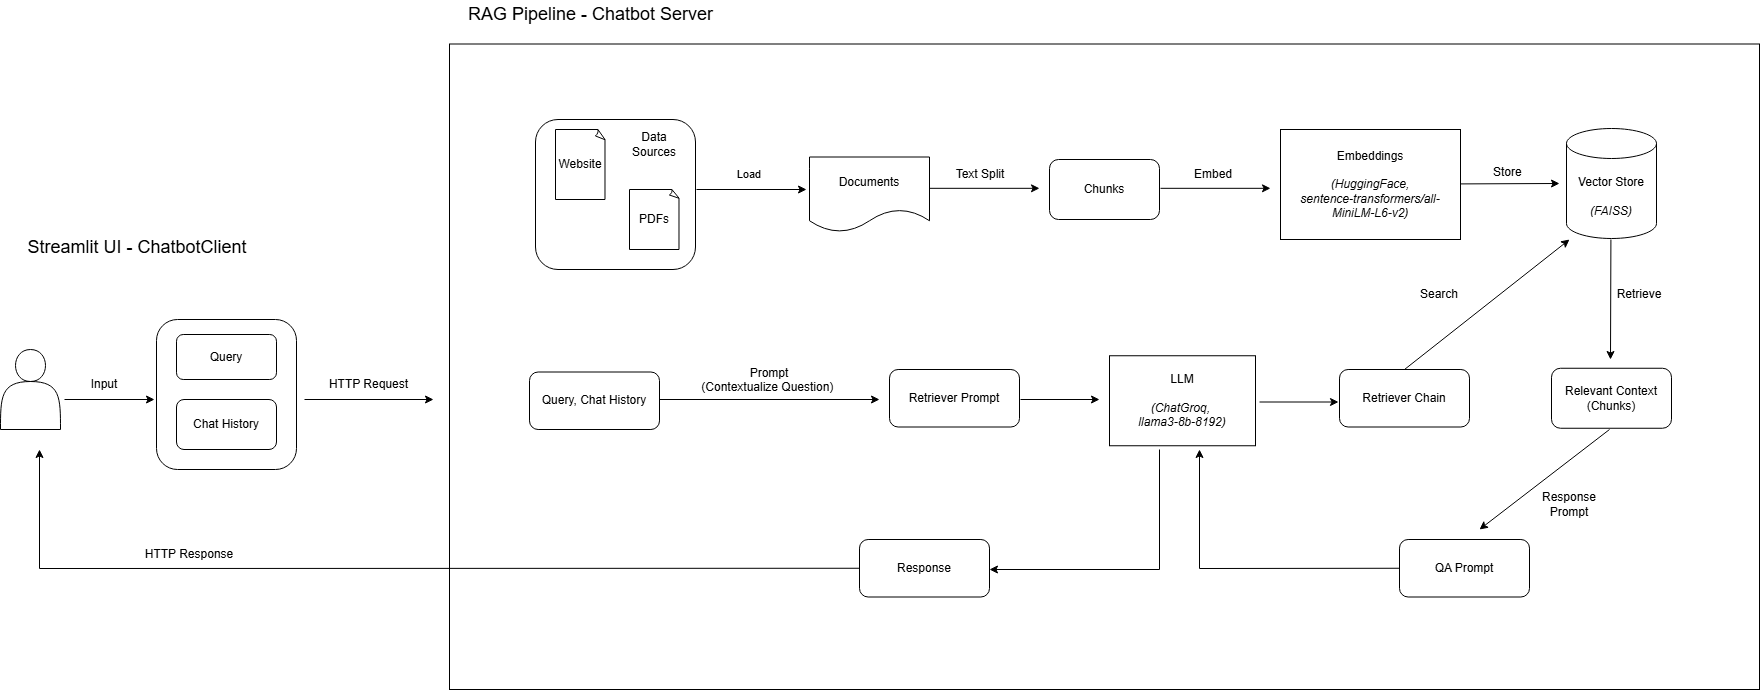 RAG Pipeline - Chatbot Server
Website
Data
Sources
PDFs
Load
Documents
Text Split
Chunks
Embed
Embeddings
(HuggingFace,
sentence-transformers/all-
MiniLM-L6-v2)
Store
Vector Store
(FAISS)
Streamlit UI - ChatbotClient
Input
Query
Chat History
HTTP Request
Query, Chat History
Prompt
(Contextualize Question)
Retriever Prompt
LLM
(ChatGroq,
llama3-8b-8192)
Retriever Chain
Search
Retrieve
Relevant Context
(Chunks)
Response
Prompt
QA Prompt
Response
HTTP Response